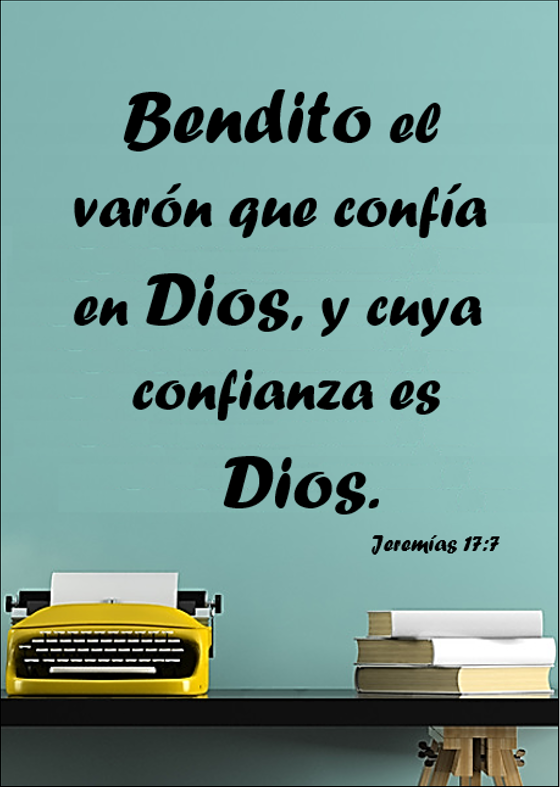 Bendito el
varón que confía
en Dios, y cuya
confianza es
Dios.
Jeremías 17:7